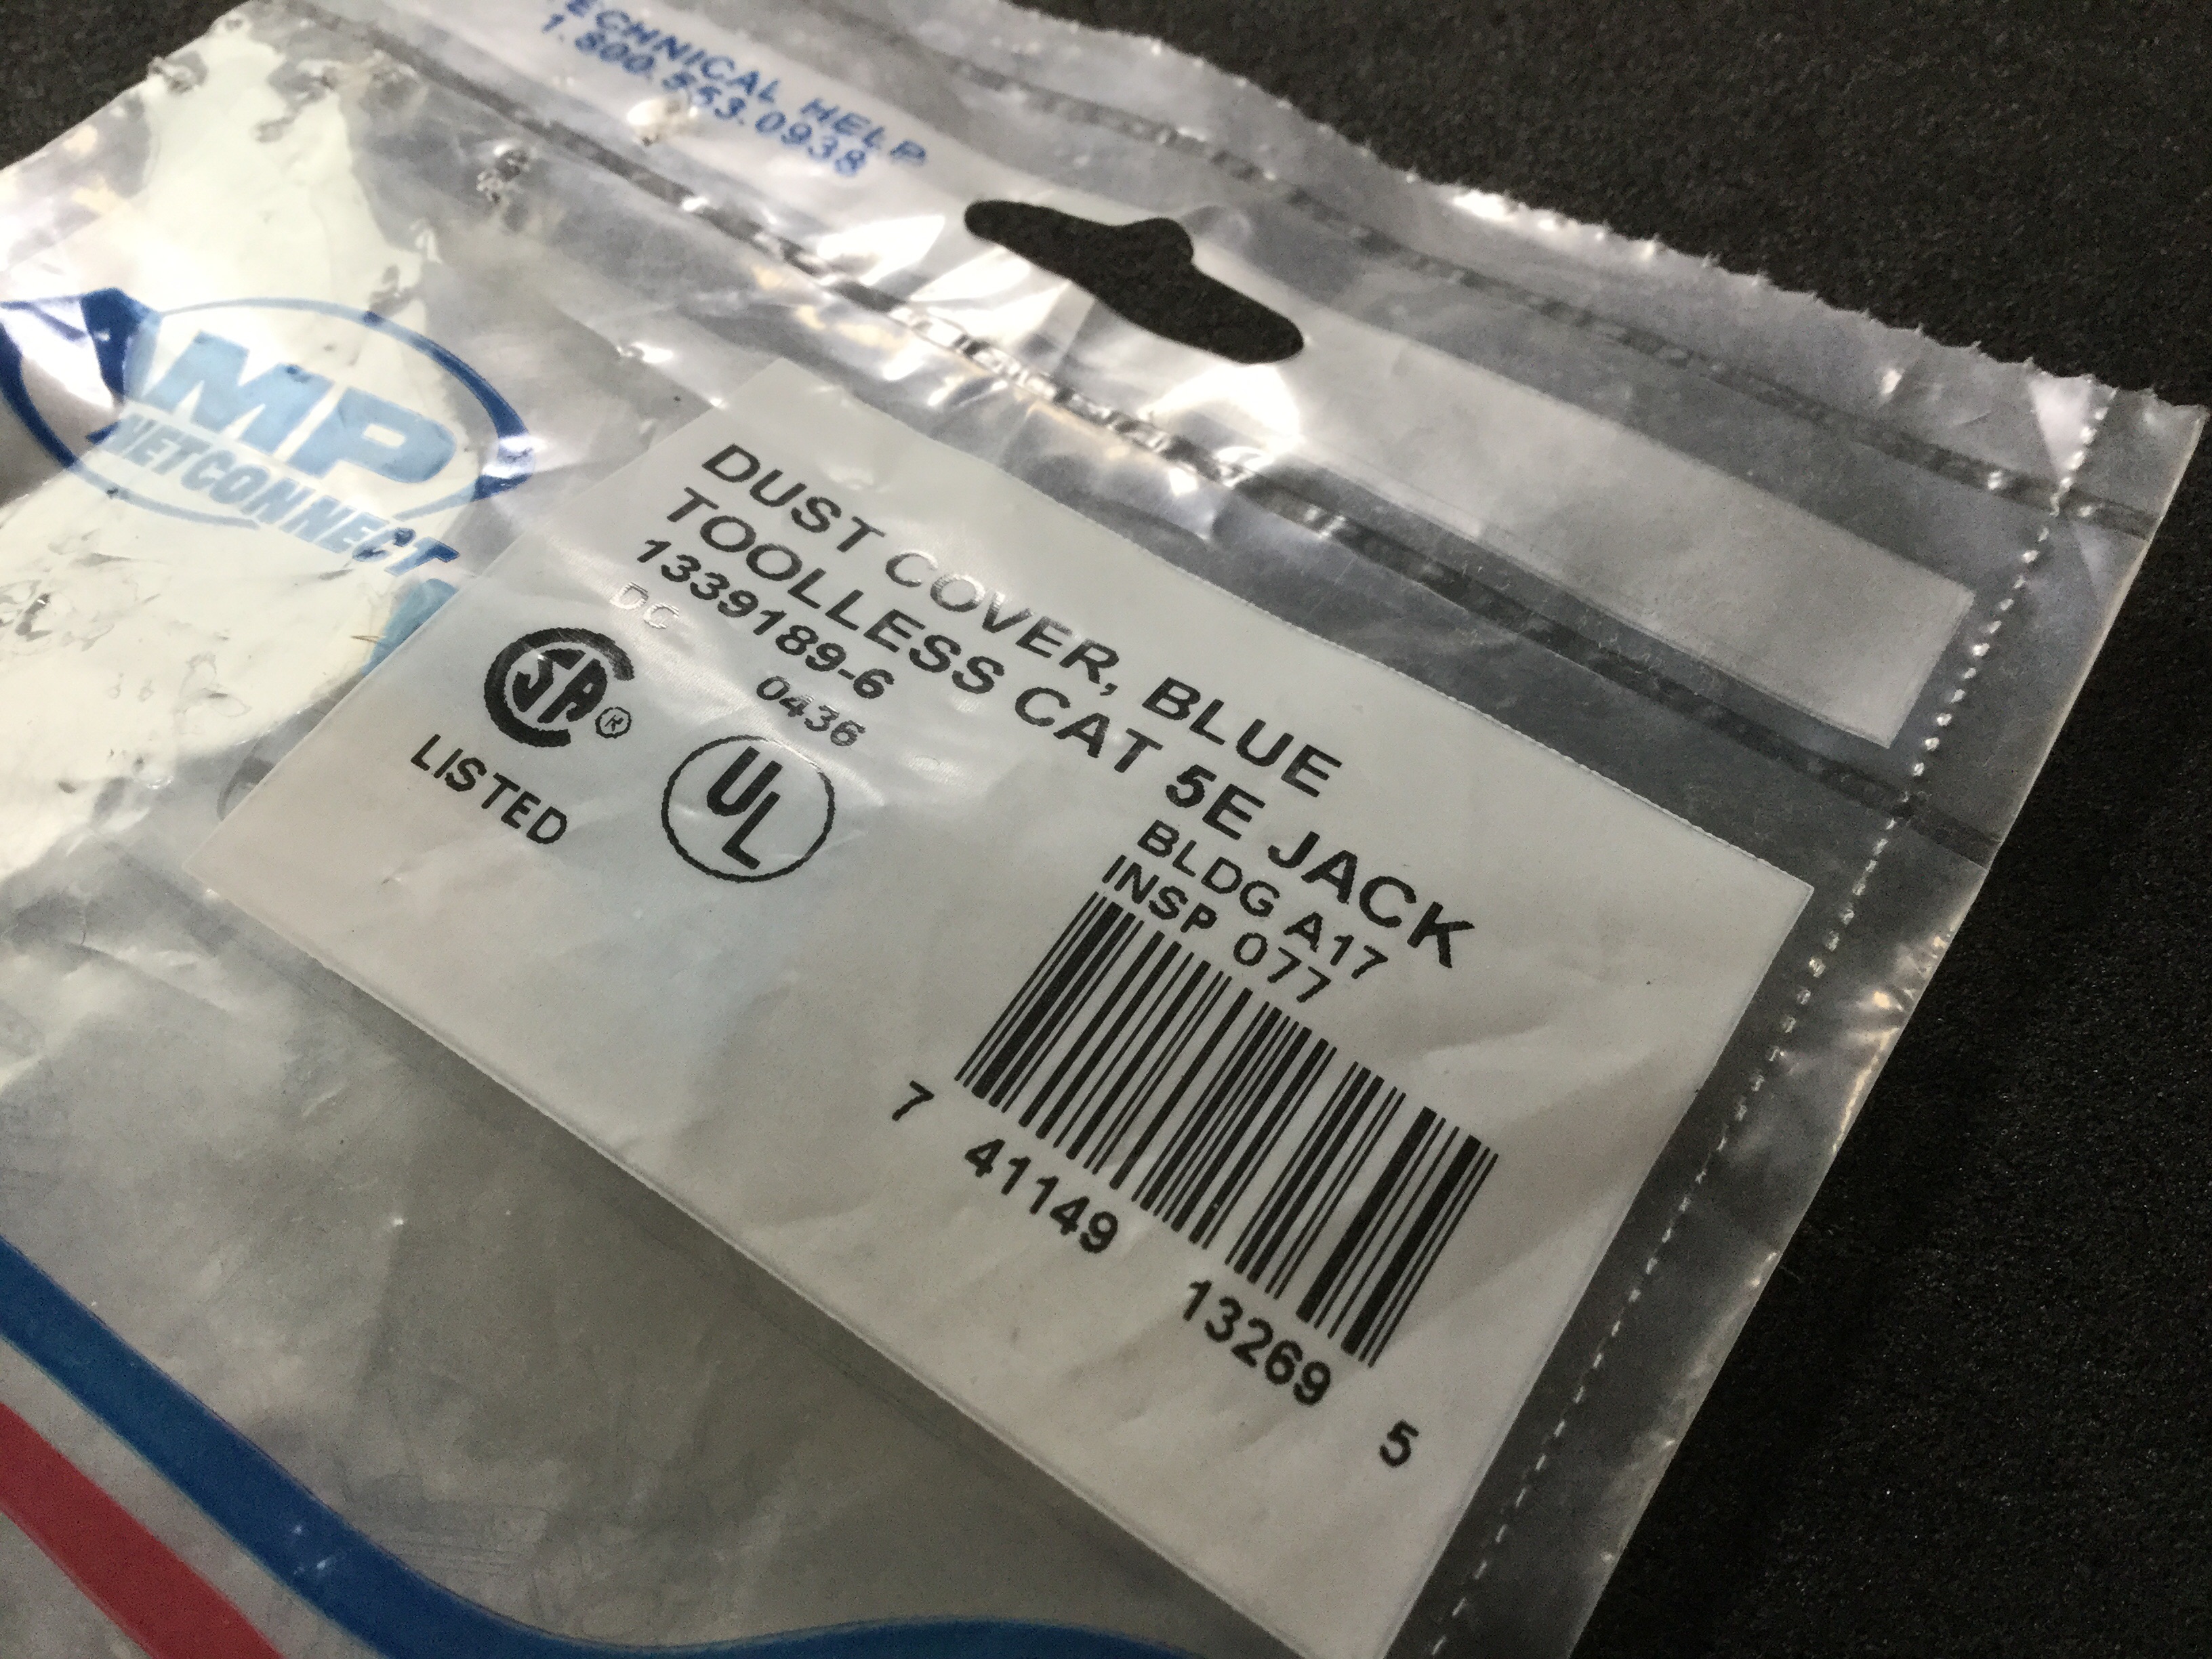 TECHNICAL HELP
1.800.553.0938
AMP
NETCONNECT
DUST COVER, BLUE
TOOLLESS CAT 5E JACK
1339189-6
BLDG A17
DC 0436
INSP 077
SA®
UL
LISTED
7 41149 13269 5